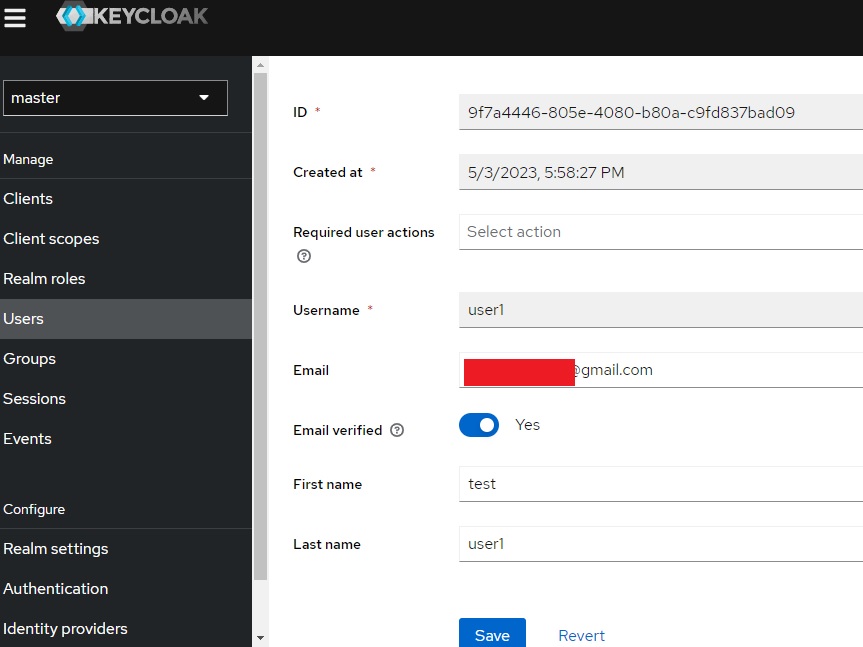 KEYCLOAK
master
Manage
Clients
Client scopes
Realm roles
Users
Groups
Sessions
Events
Configure
Realm settings
Authentication
Identity providers
ID *
9f7a4446-805e-4080-b80a-c9fd837bad09
Created at *
5/3/2023, 5:58:27 PM
Required user actions
Select action
Username *
user1
Email
@gmail.com
Email verified
Yes
First name
test
Last name
user1
Save
Revert